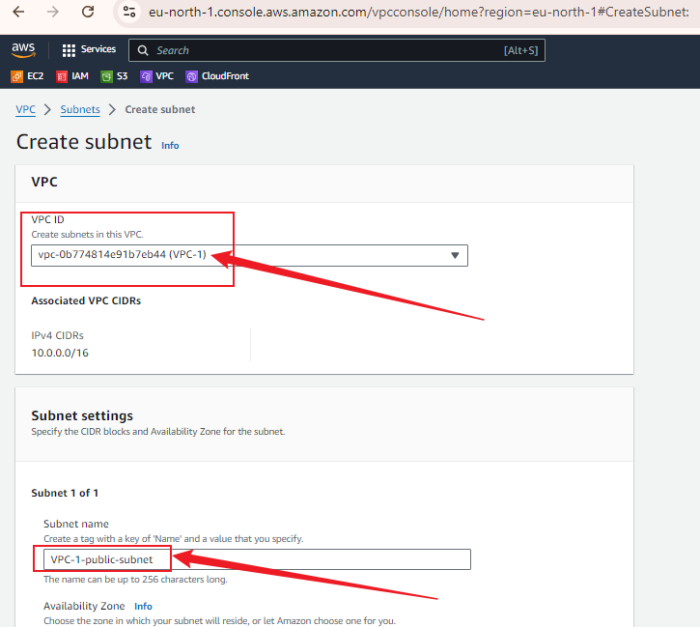 eu-north-1.console.aws.amazon.com/vpcconsole/home?region=eu-north-1#CreateSubnet:
aws Services Search [Alt+S]
EC2 IAM S3 VPC CloudFront
VPC > Subnets > Create subnet
Create subnet Info
VPC
VPC ID
Create subnets in this VPC.
vpc-0b774814e91b7eb44 (VPC-1)
Associated VPC CIDRs
IPv4 CIDRs
10.0.0.0/16
Subnet settings
Specify the CIDR blocks and Availability Zone for the subnet.
Subnet 1 of 1
Subnet name
Create a tag with a key of 'Name' and a value that you specify.
VPC-1-public-subnet
The name can be up to 256 characters long.
Availability Zone Info
Choose the zone in which your subnet will reside, or let Amazon choose one for you.